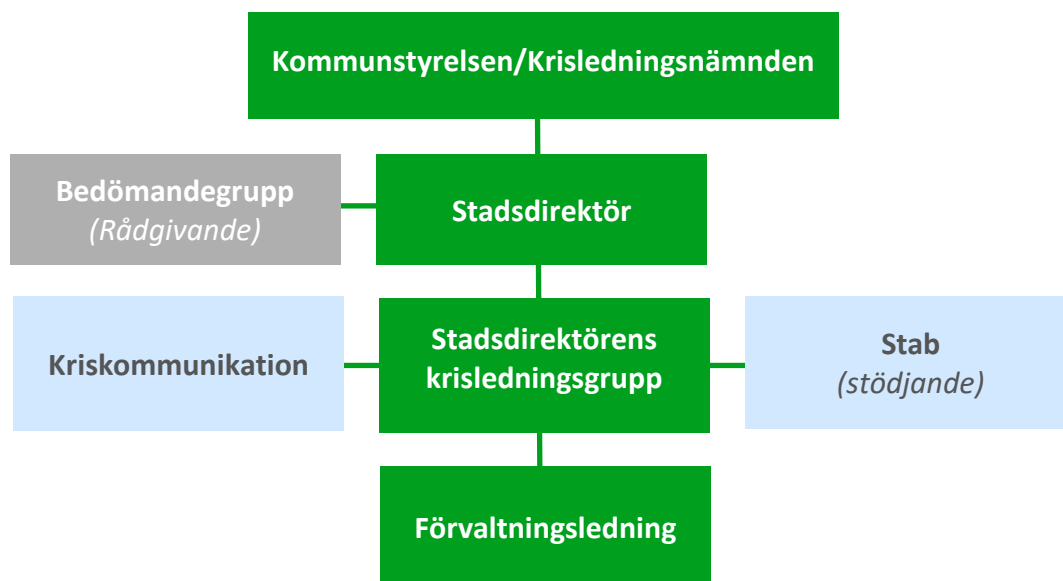 Kommunstyrelsen/Krisledningsnämnden
Bedömandegrupp
(Rådgivande)
Stadsdirektör
Kriskommunikation
Stadsdirektörens
krisledningsgrupp
Stab
(stödjande)
Förvaltningsledning